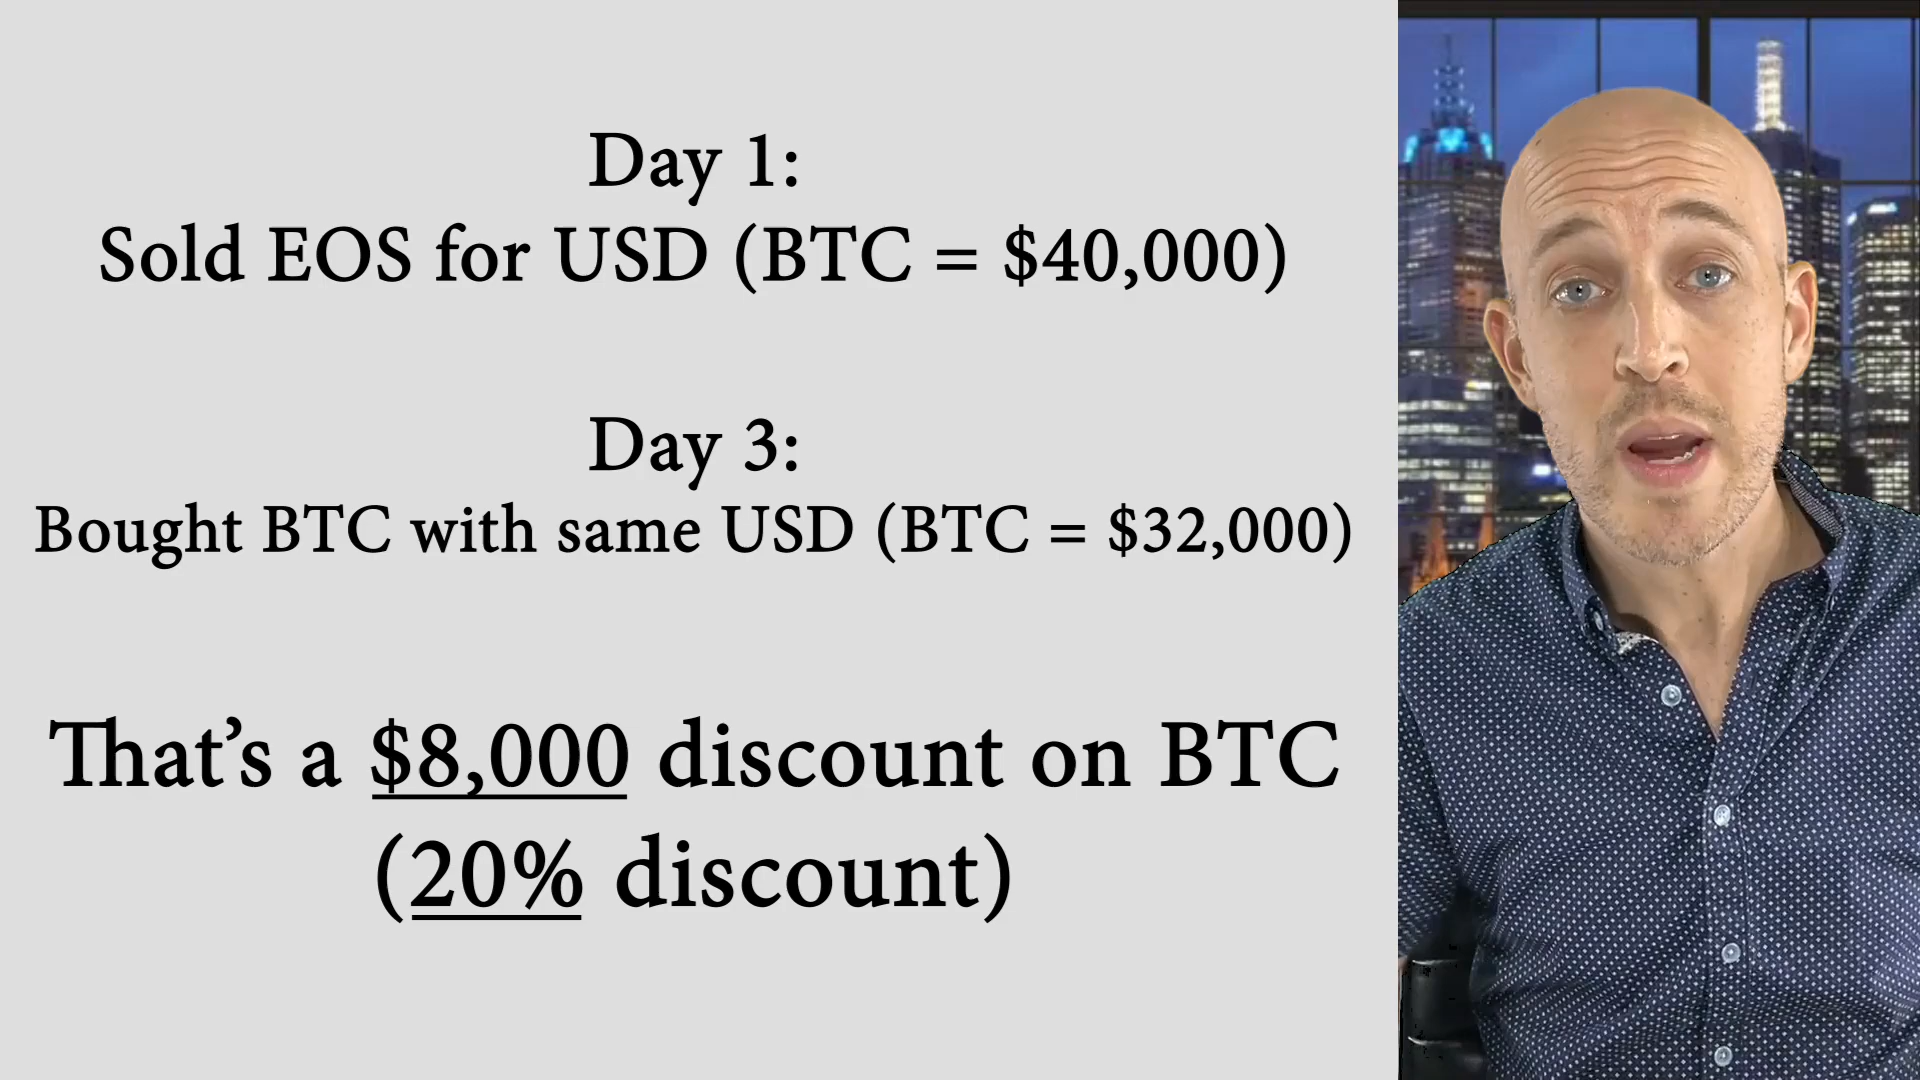 Day 1:
Sold EOS for USD (BTC = $40,000)
Day 3:
Bought BTC with same USD (BTC = $32,000)
That’s a $8,000 discount on BTC
(20% discount)